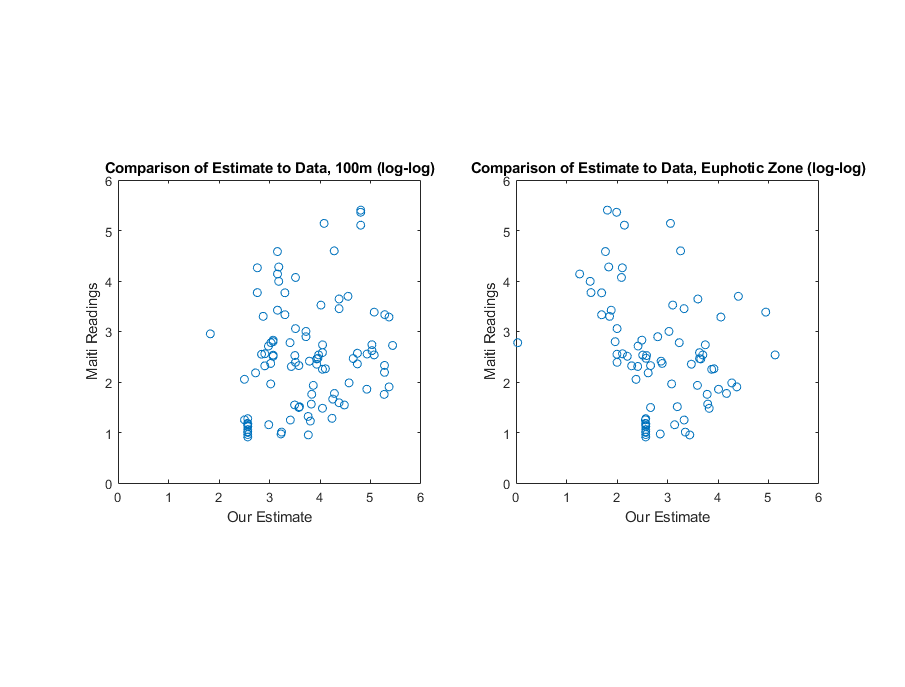 Comparison of Estimate to Data, 100m (log-log)
6
5
4
3
2
1
0
Maiti Readings
0 1 2 3 4 5 6
Our Estimate
Comparison of Estimate to Data, Euphotic Zone (log-log)
6
5
4
3
2
1
0
Maiti Readings
0 1 2 3 4 5 6
Our Estimate